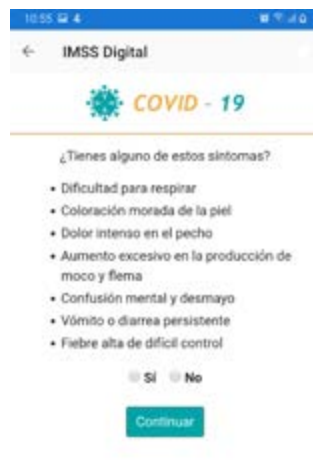 10:55
IMSS Digital
COVID - 19
¿Tienes alguno de estos síntomas?
• Dificultad para respirar
• Coloración morada de la piel
• Dolor intenso en el pecho
• Aumento excesivo en la producción de
moco y flema
• Confusión mental y desmayo
• Vómito o diarrea persistente
• Fiebre alta de difícil control
Sí No
Continuar